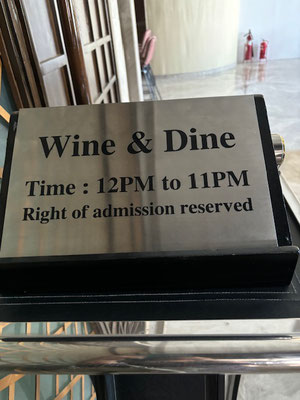 Wine & Dine
Time : 12PM to 11PM
Right of admission reserved